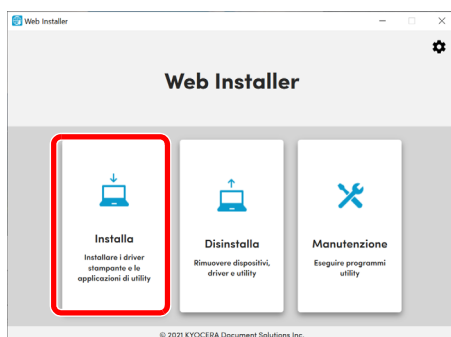 Web Installer
Web Installer
Installa
Installare i driver
stampante e le
applicazioni di utility
Disinstalla
Rimuovere dispositivi,
driver e utility
Manutenzione
Eseguire programmi
utility
© 2021 KYOCERA Document Solutions Inc.